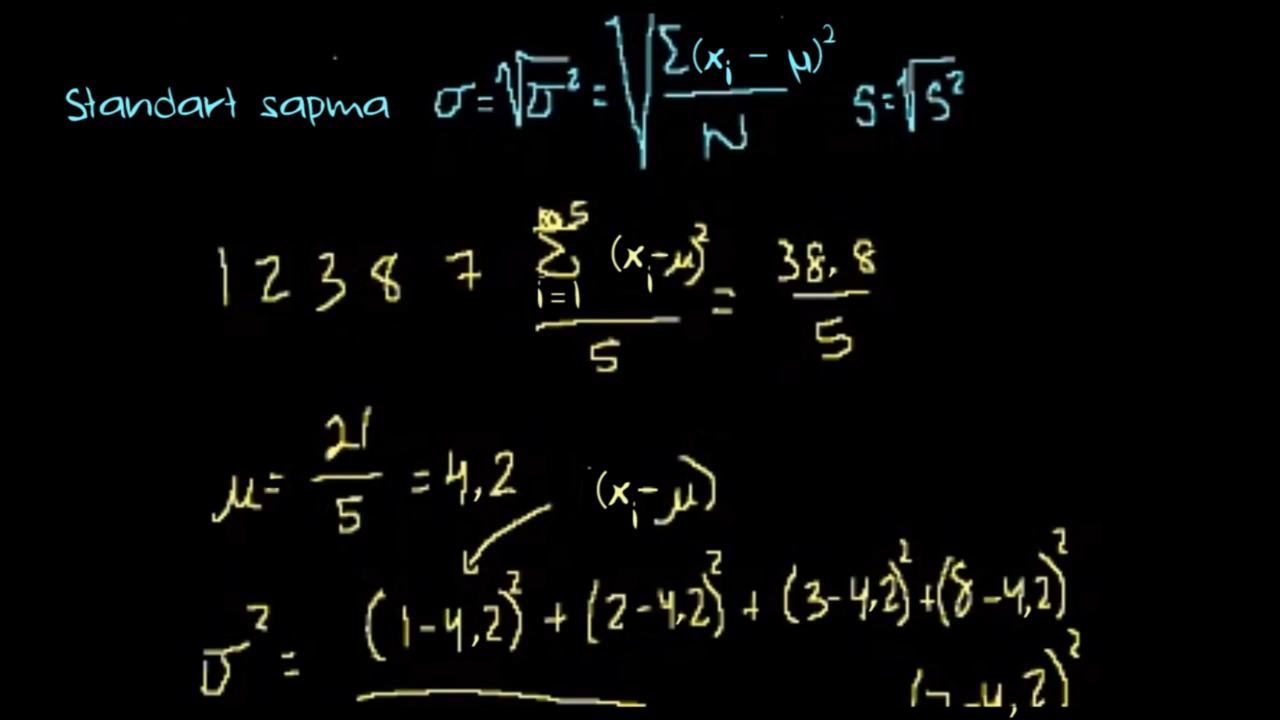 Standart sapma σ = √σ² = √(Σ(xᵢ - μ)² / N) S = √S²
1 2 3 8 7 Σ⁵ᵢ₌₁ (xᵢ - μ)² / 5 = 38,8 / 5
μ = 21 / 5 = 4,2 (xᵢ - μ)
σ² = (1 - 4,2)² + (2 - 4,2)² + (3 - 4,2)² + (8 - 4,2)²
(7 - 4,2)²